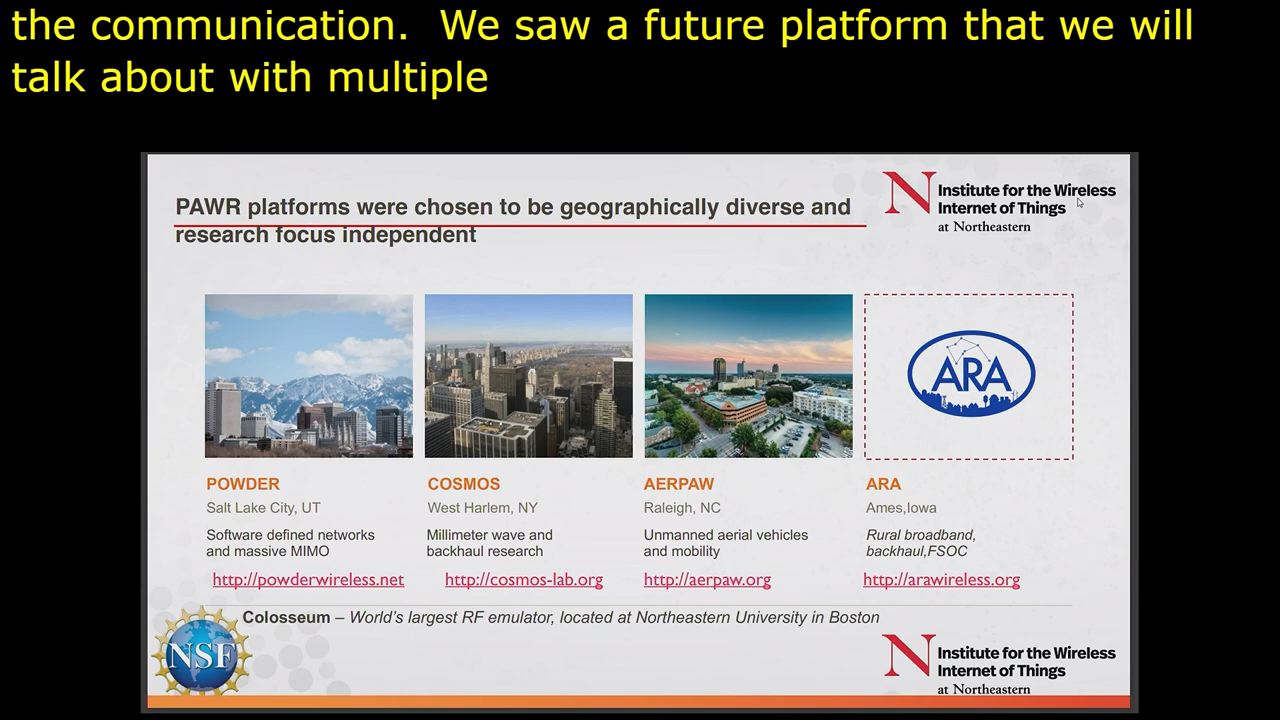 the communication.  We saw a future platform that we will
talk about with multiple
PAWR platforms were chosen to be geographically diverse and
research focus independent
N Institute for the Wireless
Internet of Things
at Northeastern
ARA
POWDER
Salt Lake City, UT
Software defined networks
and massive MIMO
http://powderwireless.net
COSMOS
West Harlem, NY
Millimeter wave and
backhaul research
http://cosmos-lab.org
AERPAW
Raleigh, NC
Unmanned aerial vehicles
and mobility
http://aerpaw.org
ARA
Ames,Iowa
Rural broadband,
backhaul,FSOC
http://arawireless.org
Colosseum – World's largest RF emulator, located at Northeastern University in Boston
NSF
N Institute for the Wireless
Internet of Things
at Northeastern